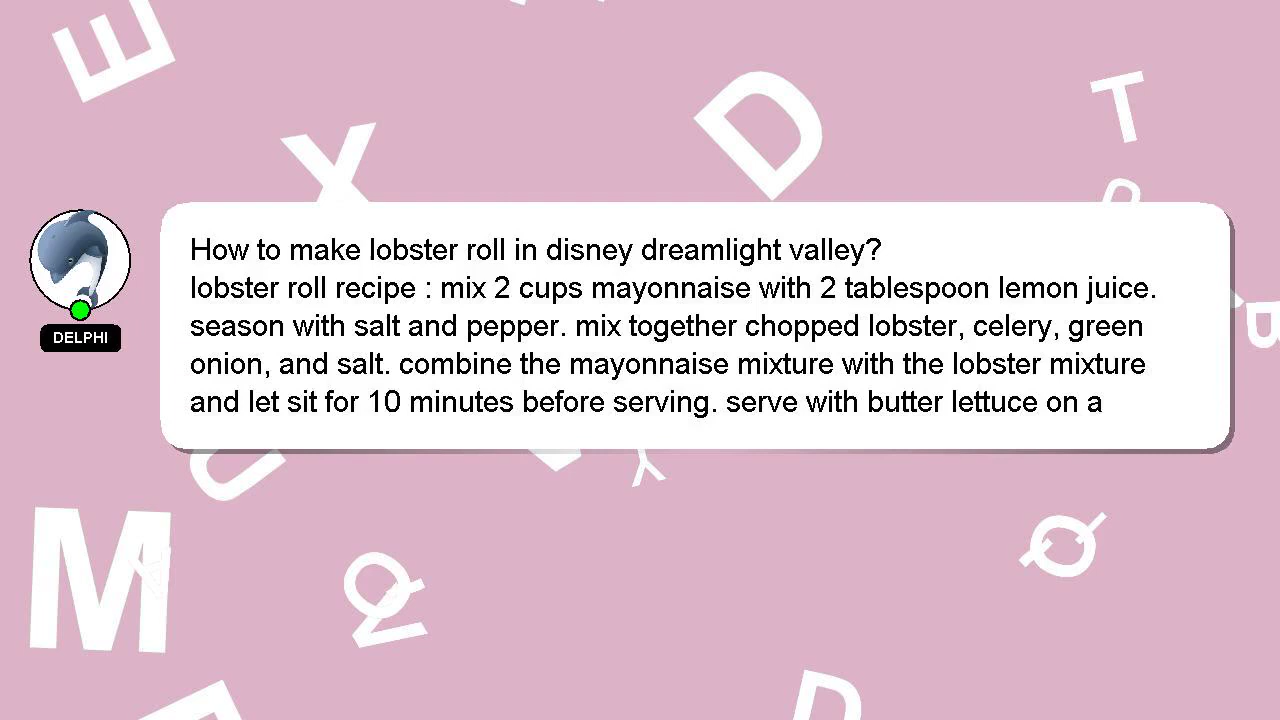 E
X
D
T
D
How to make lobster roll in disney dreamlight valley?
lobster roll recipe : mix 2 cups mayonnaise with 2 tablespoon lemon juice.
season with salt and pepper. mix together chopped lobster, celery, green
onion, and salt. combine the mayonnaise mixture with the lobster mixture
and let sit for 10 minutes before serving. serve with butter lettuce on a
DELPHI
B
Y
M
Q
Z
Q
D